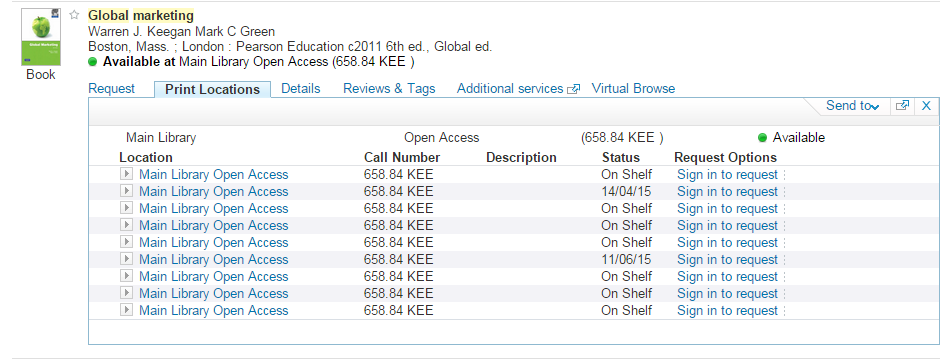 Global marketing
Warren J. Keegan Mark C Green
Boston, Mass. ; London : Pearson Education c2011 6th ed., Global ed.
Available at Main Library Open Access (658.84 KEE )
Global Marketing
Book
Request Print Locations Details Reviews & Tags Additional services Virtual Browse
Send to X
Main Library Open Access (658.84 KEE ) Available
Location Call Number Description Status Request Options
Main Library Open Access 658.84 KEE On Shelf Sign in to request
Main Library Open Access 658.84 KEE 14/04/15 Sign in to request
Main Library Open Access 658.84 KEE On Shelf Sign in to request
Main Library Open Access 658.84 KEE On Shelf Sign in to request
Main Library Open Access 658.84 KEE On Shelf Sign in to request
Main Library Open Access 658.84 KEE 11/06/15 Sign in to request
Main Library Open Access 658.84 KEE On Shelf Sign in to request
Main Library Open Access 658.84 KEE On Shelf Sign in to request
Main Library Open Access 658.84 KEE On Shelf Sign in to request